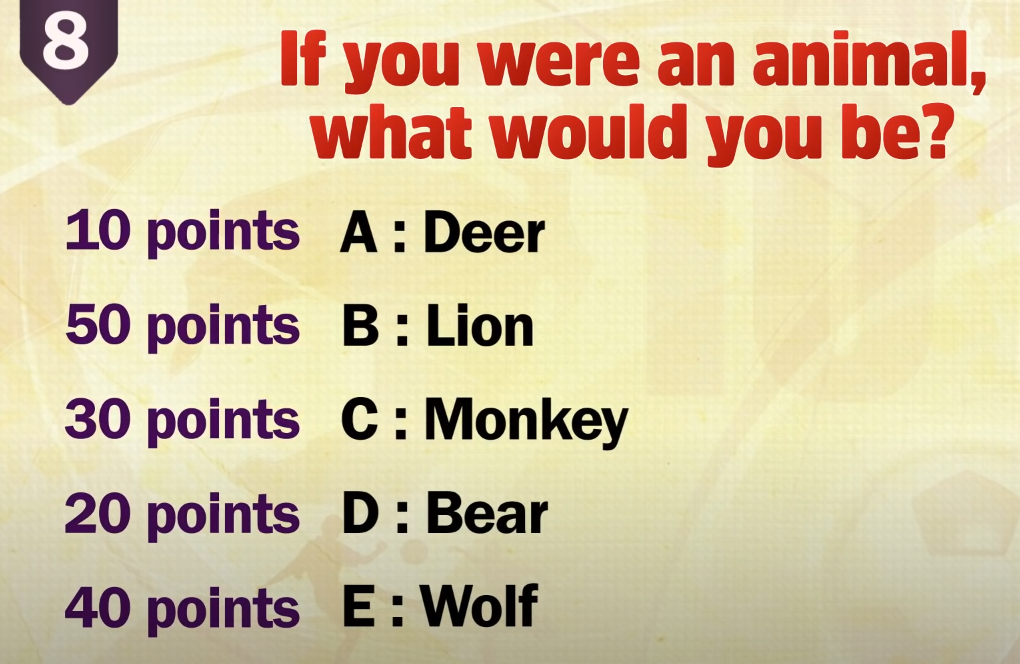 8
If you were an animal,
what would you be?
10 points A : Deer
50 points B : Lion
30 points C : Monkey
20 points D : Bear
40 points E : Wolf